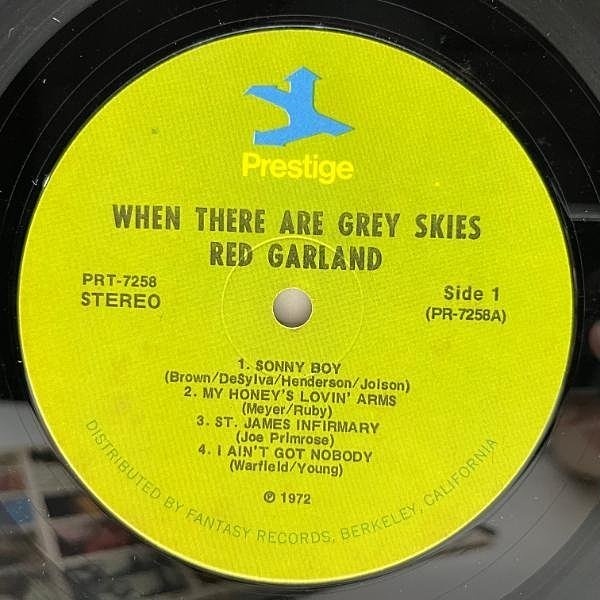 Prestige
WHEN THERE ARE GREY SKIES
RED GARLAND
PRT-7258
STEREO
Side 1
(PR-7258A)
1. SONNY BOY
(Brown/DeSylva/Henderson/Jolson)
2. MY HONEY'S LOVIN' ARMS
(Meyer/Ruby)
3. ST. JAMES INFIRMARY
(Joe Primrose)
4. I AIN'T GOT NOBODY
(Warfield/Young)
℗ 1972
DISTRIBUTED BY FANTASY RECORDS, BERKELEY, CALIFORNIA